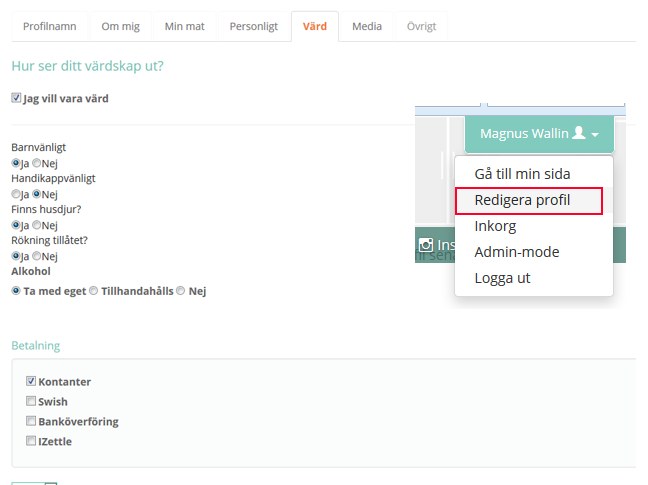 Profilnamn Om mig Min mat Personligt Värd Media Övrigt
Hur ser ditt värdskap ut?
Jag vill vara värd
Barnvänligt
Ja Nej
Handikappvänligt
Ja Nej
Finns husdjur?
Ja Nej
Rökning tillåtet?
Ja Nej
Alkohol
Ta med eget Tillhandahålls Nej
Magnus Wallin
Gå till min sida
Redigera profil
Inkorg
Admin-mode
Logga ut
Ins
Betalning
Kontanter
Swish
Banköverföring
IZettle